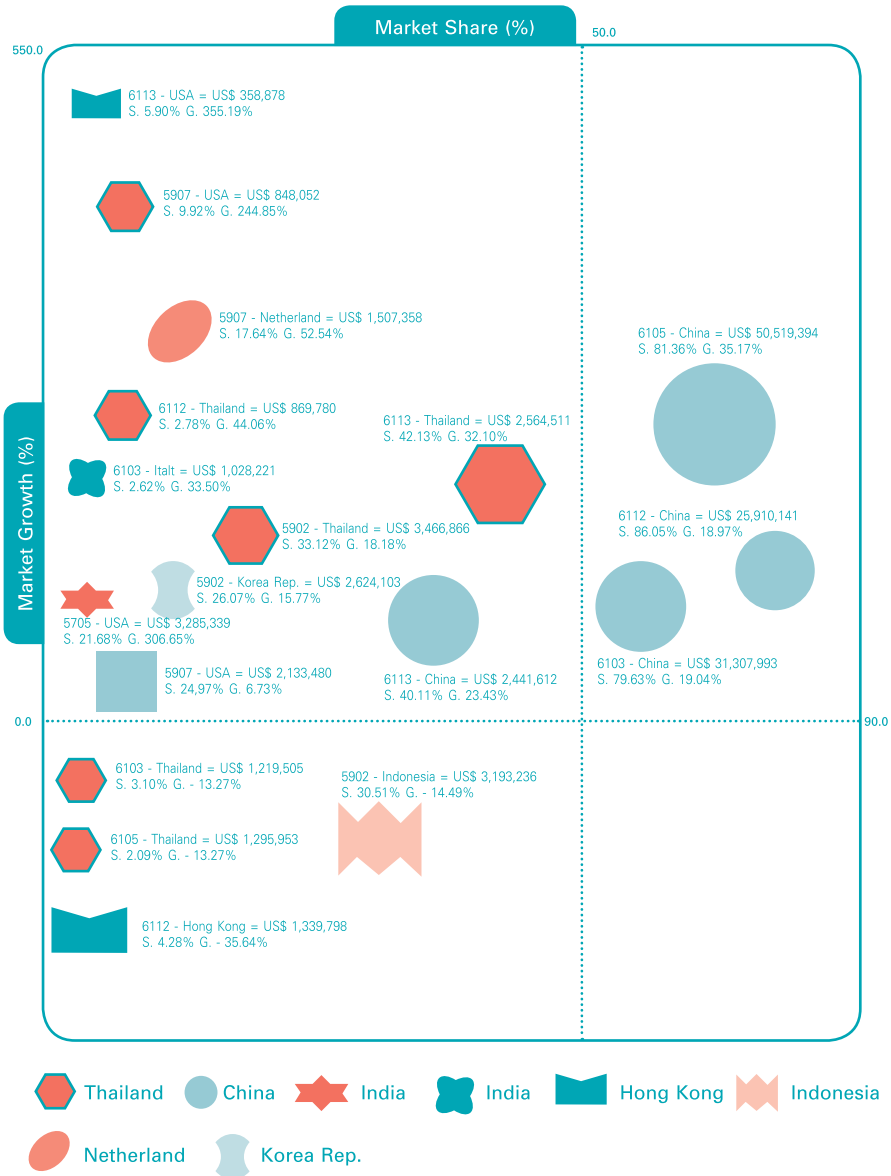 Market Share (%)
50.0
550.0
6113 - USA = US$ 358,878
S. 5.90% G. 355.19%
5907 - USA = US$ 848,052
S. 9.92% G. 244.85%
5907 - Netherland = US$ 1,507,358
S. 17.64% G. 52.54%
6105 - China = US$ 50,519,394
S. 81.36% G. 35.17%
6112 - Thailand = US$ 869,780
S. 2.78% G. 44.06%
6113 - Thailand = US$ 2,564,511
S. 42.13% G. 32.10%
Market Growth (%)
6103 - Italt = US$ 1,028,221
S. 2.62% G. 33.50%
6112 - China = US$ 25,910,141
S. 86.05% G. 18.97%
5902 - Thailand = US$ 3,466,866
S. 33.12% G. 18.18%
5902 - Korea Rep. = US$ 2,624,103
S. 26.07% G. 15.77%
5705 - USA = US$ 3,285,339
S. 21.68% G. 306.65%
6103 - China = US$ 31,307,993
S. 79.63% G. 19.04%
5907 - USA = US$ 2,133,480
S. 24,97% G. 6.73%
6113 - China = US$ 2,441,612
S. 40.11% G. 23.43%
0.0
90.0
6103 - Thailand = US$ 1,219,505
S. 3.10% G. - 13.27%
5902 - Indonesia = US$ 3,193,236
S. 30.51% G. - 14.49%
6105 - Thailand = US$ 1,295,953
S. 2.09% G. - 13.27%
6112 - Hong Kong = US$ 1,339,798
S. 4.28% G. - 35.64%
Thailand
China
India
India
Hong Kong
Indonesia
Netherland
Korea Rep.